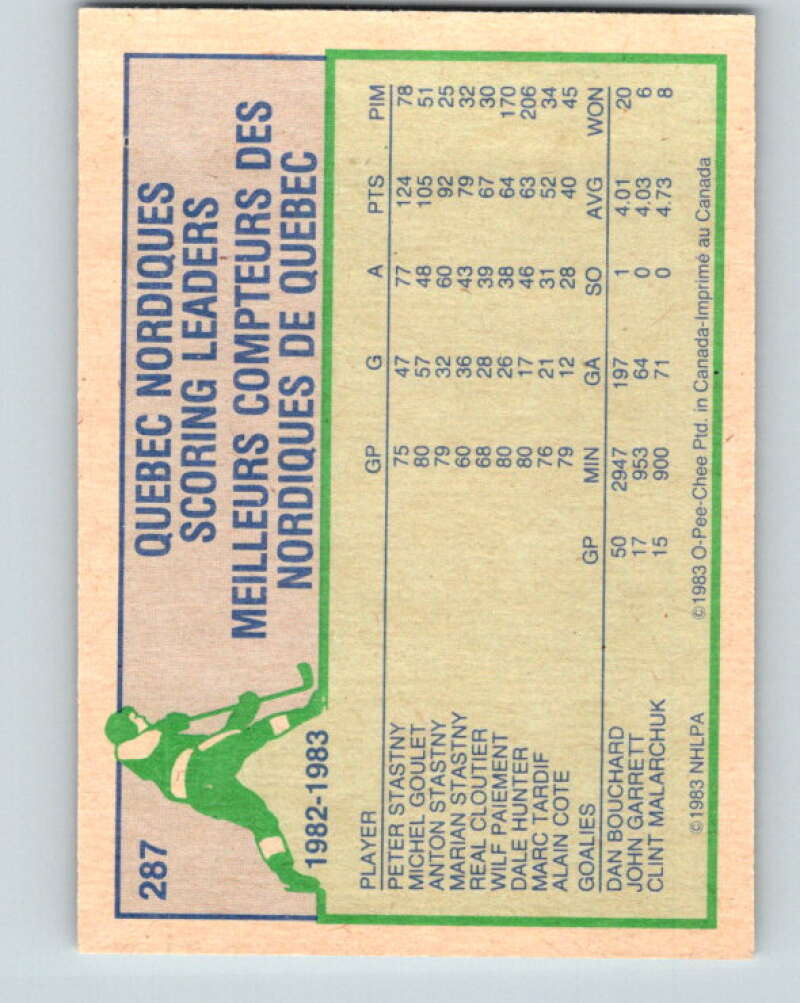 287
QUEBEC NORDIQUES
SCORING LEADERS
MEILLEURS COMPTEURS DES
NORDIQUES DE QUEBEC
1982-1983
PLAYER GP G A PTS PIM
PETER STASTNY 75 47 77 124 78
MICHEL GOULET 80 57 48 105 51
ANTON STASTNY 79 32 60 92 25
MARIAN STASTNY 60 36 43 79 32
REAL CLOUTIER 68 28 39 67 30
WILF PAIEMENT 80 26 38 64 170
DALE HUNTER 80 17 46 63 206
MARC TARDIF 76 21 31 52 34
ALAIN COTE 79 12 28 40 45
GOALIES GP MIN GA SO AVG WON
DAN BOUCHARD 50 2947 197 1 4.01 20
JOHN GARRETT 17 953 64 0 4.03 6
CLINT MALARCHUK 15 900 71 0 4.73 8
©1983 NHLPA ©1983 O-Pee-Chee Ptd. in Canada-Imprimé au Canada